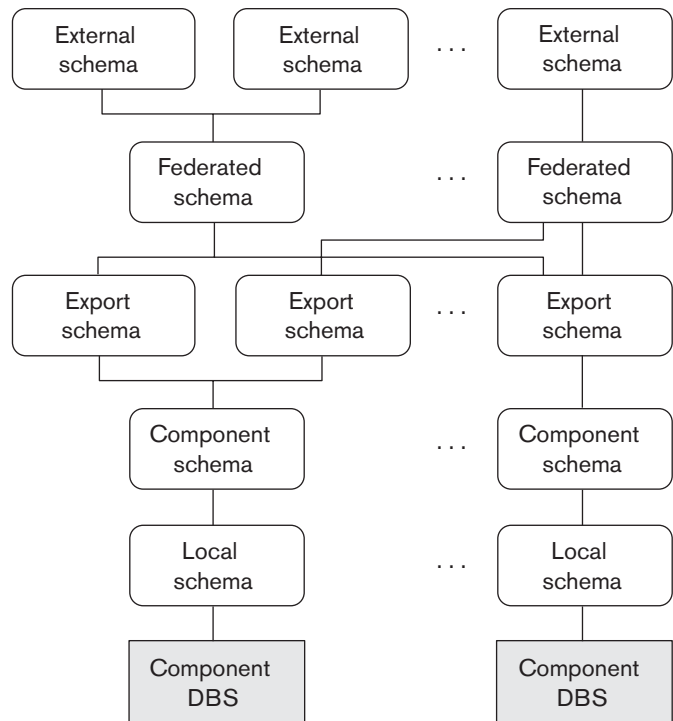 External
schema
External
schema
. . .
External
schema
Federated
schema
. . .
Federated
schema
Export
schema
Export
schema
. . .
Export
schema
Component
schema
. . .
Component
schema
Local
schema
. . .
Local
schema
Component
DBS
Component
DBS